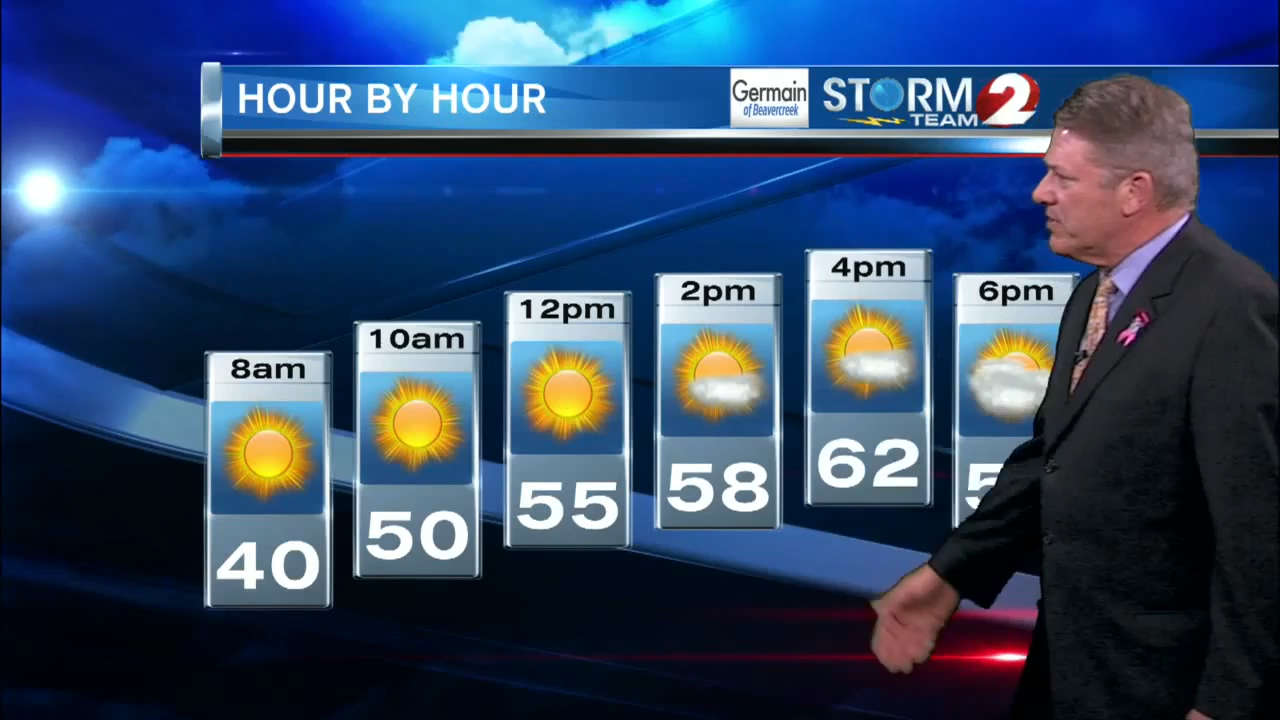 HOUR BY HOUR
Germain
of Beavercreek
STORM
TEAM 2
8am
10am
12pm
2pm
4pm
6pm
40
50
55
58
62
5